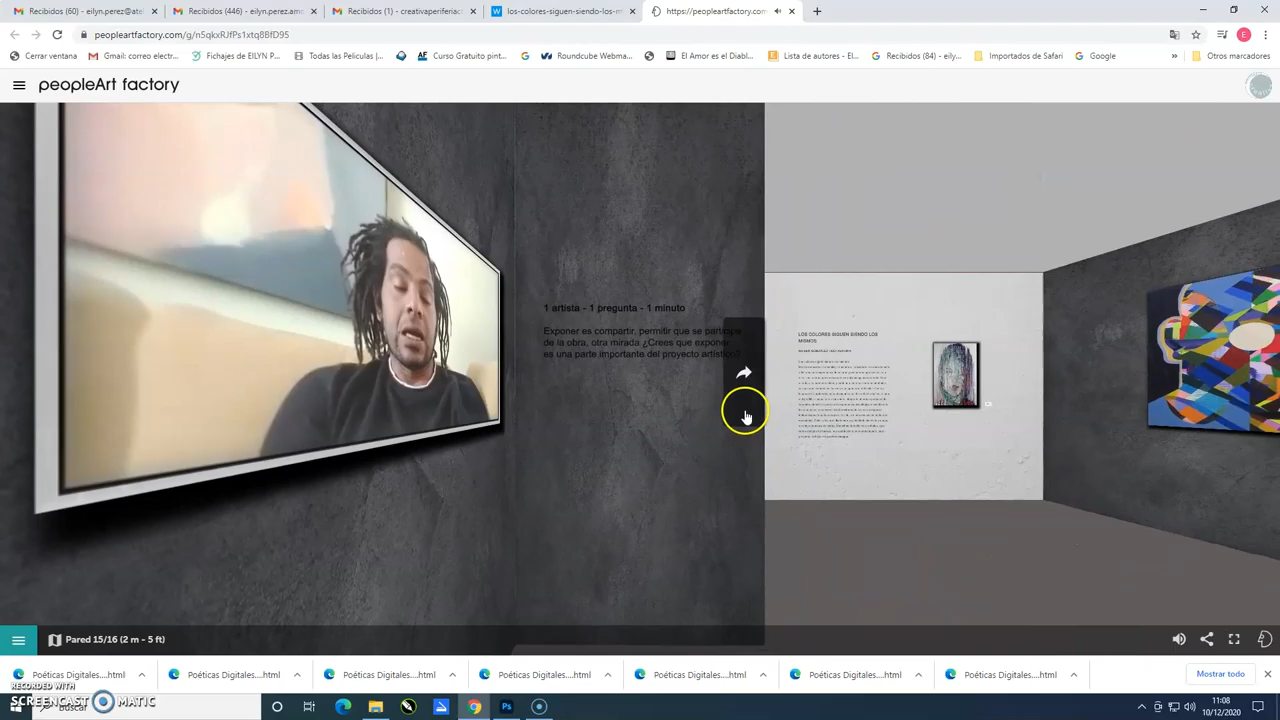 Recibidos (60) - eilyn.perez@atel
Recibidos (446) - eilyn.perez.amo
Recibidos (1) - creativaperiferiac
los-colores-siguen-siendo-los-m
https://peopleartfactory.com
peopleartfactory.com/g/n5qkxRJfPs1xtq8BfD95
Cerrar ventana
Gmail: correo electr...
Fichajes de EILYN P...
Todas las Peliculas |...
Curso Gratuito pint...
Roundcube Webma...
El Amor es el Diabl...
Lista de autores - El...
Recibidos (84) - eily...
Importados de Safari
Google
Otros marcadores
peopleArt factory
1 artista - 1 pregunta - 1 minuto
Exponer es compartir, permitir que se participe
de la obra, otra mirada ¿Crees que exponer
es una parte importante del proyecto artístico?
LOS COLORES SIGUEN SIENDO LOS
MISMOS
Pared 15/16 (2 m - 5 ft)
Poéticas Digitales....html
Poéticas Digitales....html
Poéticas Digitales....html
Poéticas Digitales....html
Poéticas Digitales....html
Poéticas Digitales....html
Poéticas Digitales....html
Mostrar todo
RECORDED WITH
SCREENCAST MATIC
11:08
10/12/2020